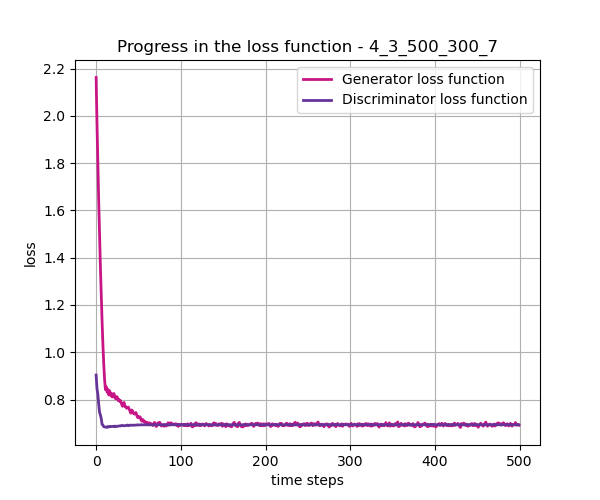 Progress in the loss function - 4_3_500_300_7
Generator loss function
Discriminator loss function
2.2
2.0
1.8
1.6
1.4
1.2
1.0
0.8
loss
0 100 200 300 400 500
time steps